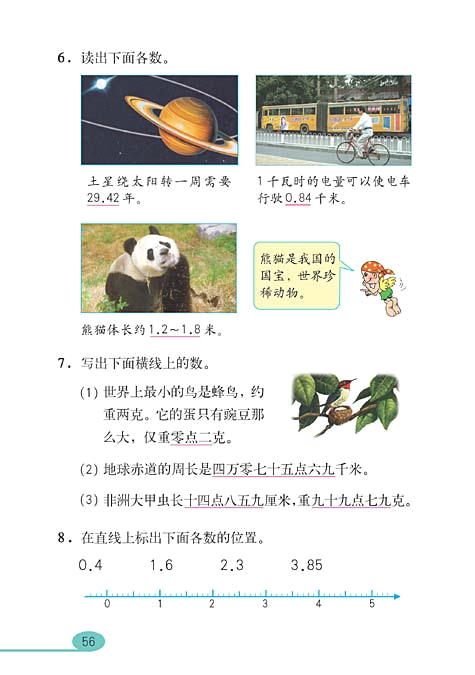 6．读出下面各数。
土星绕太阳转一周需要
29.42 年。
1 千瓦时的电量可以使电车
行驶 0.84 千米。
熊猫是我国的
国宝，世界珍
稀动物。
熊猫体长约 1.2～1.8 米。
7．写出下面横线上的数。
(1) 世界上最小的鸟是蜂鸟，约
重两克。它的蛋只有豌豆那
么大，仅重零点二克。
(2) 地球赤道的周长是四万零七十五点六九千米。
(3) 非洲大甲虫长十四点八五九厘米，重九十九点七九克。
8．在直线上标出下面各数的位置。
0.4 1.6 2.3 3.85
0 1 2 3 4 5
56